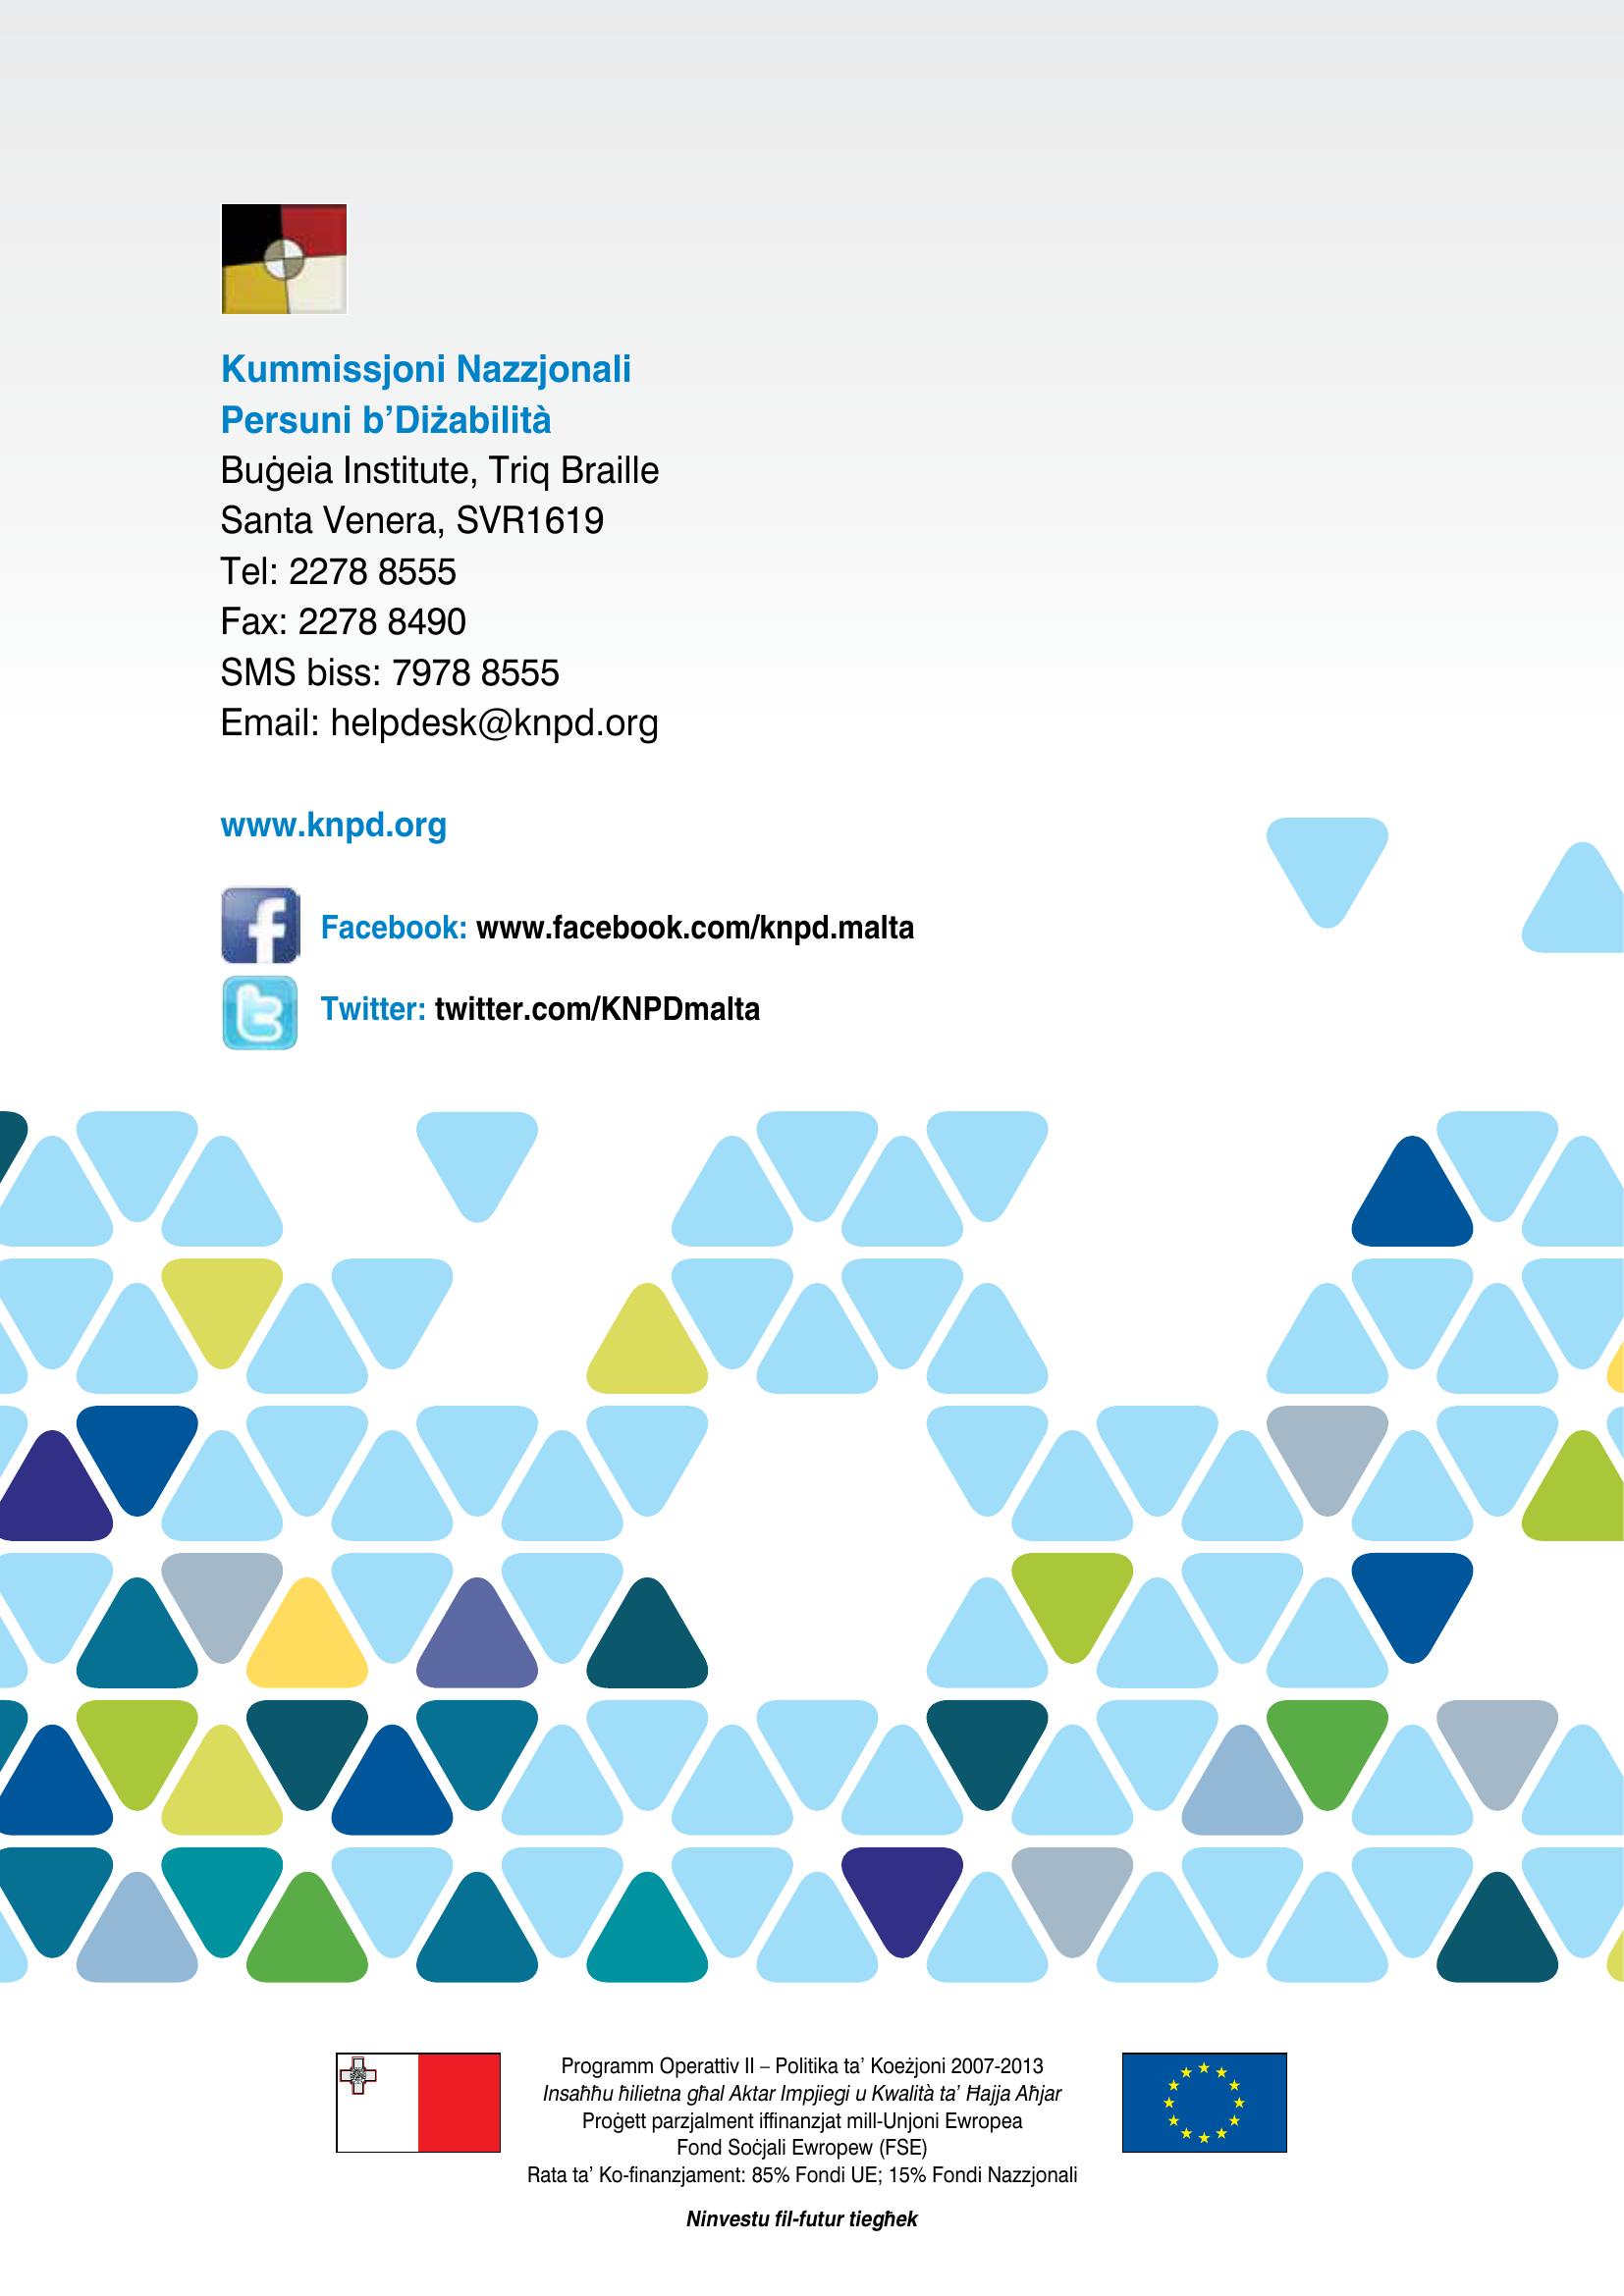 Kummissjoni Nazzjonali
Persuni b’Diżabilità
Buġeia Institute, Triq Braille
Santa Venera, SVR1619
Tel: 2278 8555
Fax: 2278 8490
SMS biss: 7978 8555
Email: helpdesk@knpd.org
www.knpd.org
Facebook: www.facebook.com/knpd.malta
Twitter: twitter.com/KNPDmalta
Programm Operattiv II – Politika ta’ Koeżjoni 2007-2013
Insaħħu ħilietna għal Aktar Impjiegi u Kwalità ta’ Ħajja Aħjar
Proġett parzjalment iffinanzjat mill-Unjoni Ewropea
Fond Soċjali Ewropew (FSE)
Rata ta’ Ko-finanzjament: 85% Fondi UE; 15% Fondi Nazzjonali
Ninvestu fil-futur tiegħek